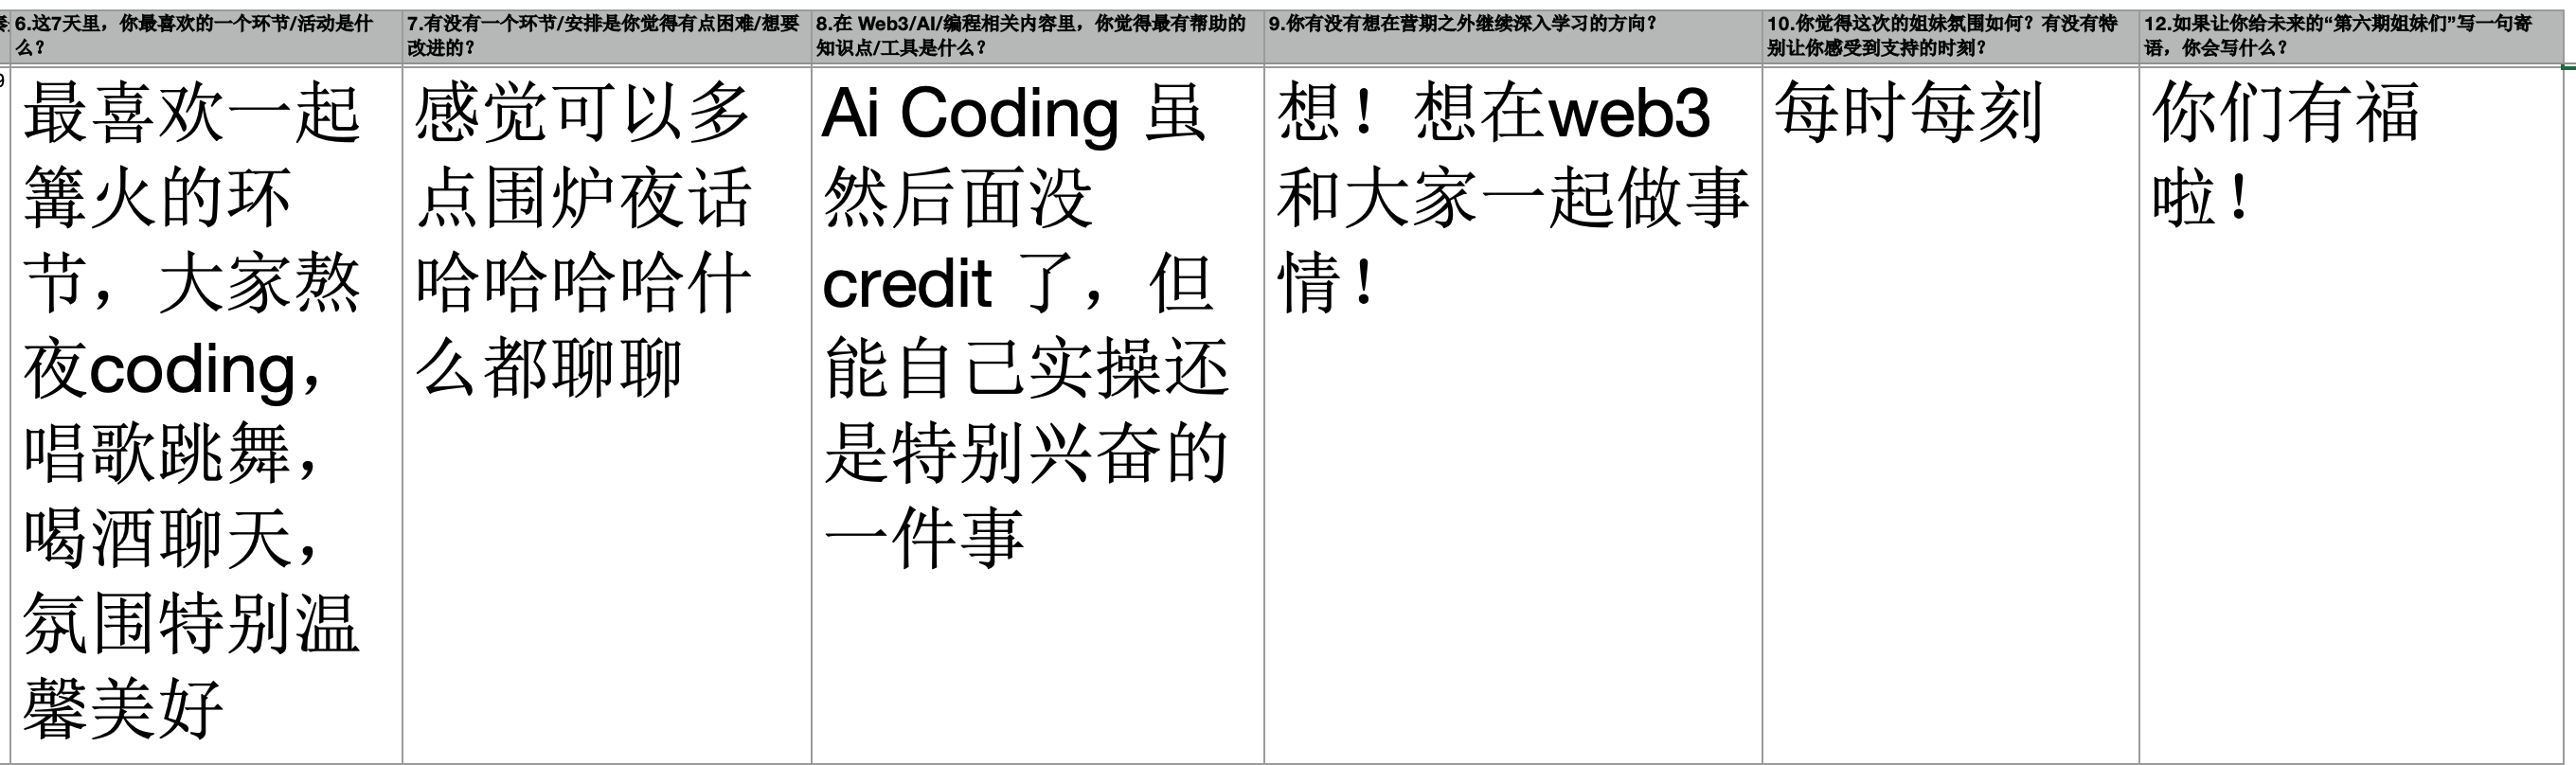 6.这7天里，你最喜欢的一个环节/活动是什
么？
7.有没有一个环节/安排是你觉得有点困难/想要
改进的？
8.在 Web3/AI/编程相关内容里，你觉得最有帮助的
知识点/工具是什么？
9.你有没有想在营期之外继续深入学习的方向？
10.你觉得这次的姐妹氛围如何？有没有特
别让你感受到支持的时刻？
12.如果让你给未来的“第六期姐妹们”写一句寄
语，你会写什么？
9
最喜欢一起
篝火的环
节，大家熬
夜coding，
唱歌跳舞，
喝酒聊天，
氛围特别温
馨美好
感觉可以多
点围炉夜话
哈哈哈哈什
么都聊聊
Ai Coding 虽
然后面没
credit 了，但
能自己实操还
是特别兴奋的
一件事
想！想在web3
和大家一起做事
情！
每时每刻
你们有福
啦！